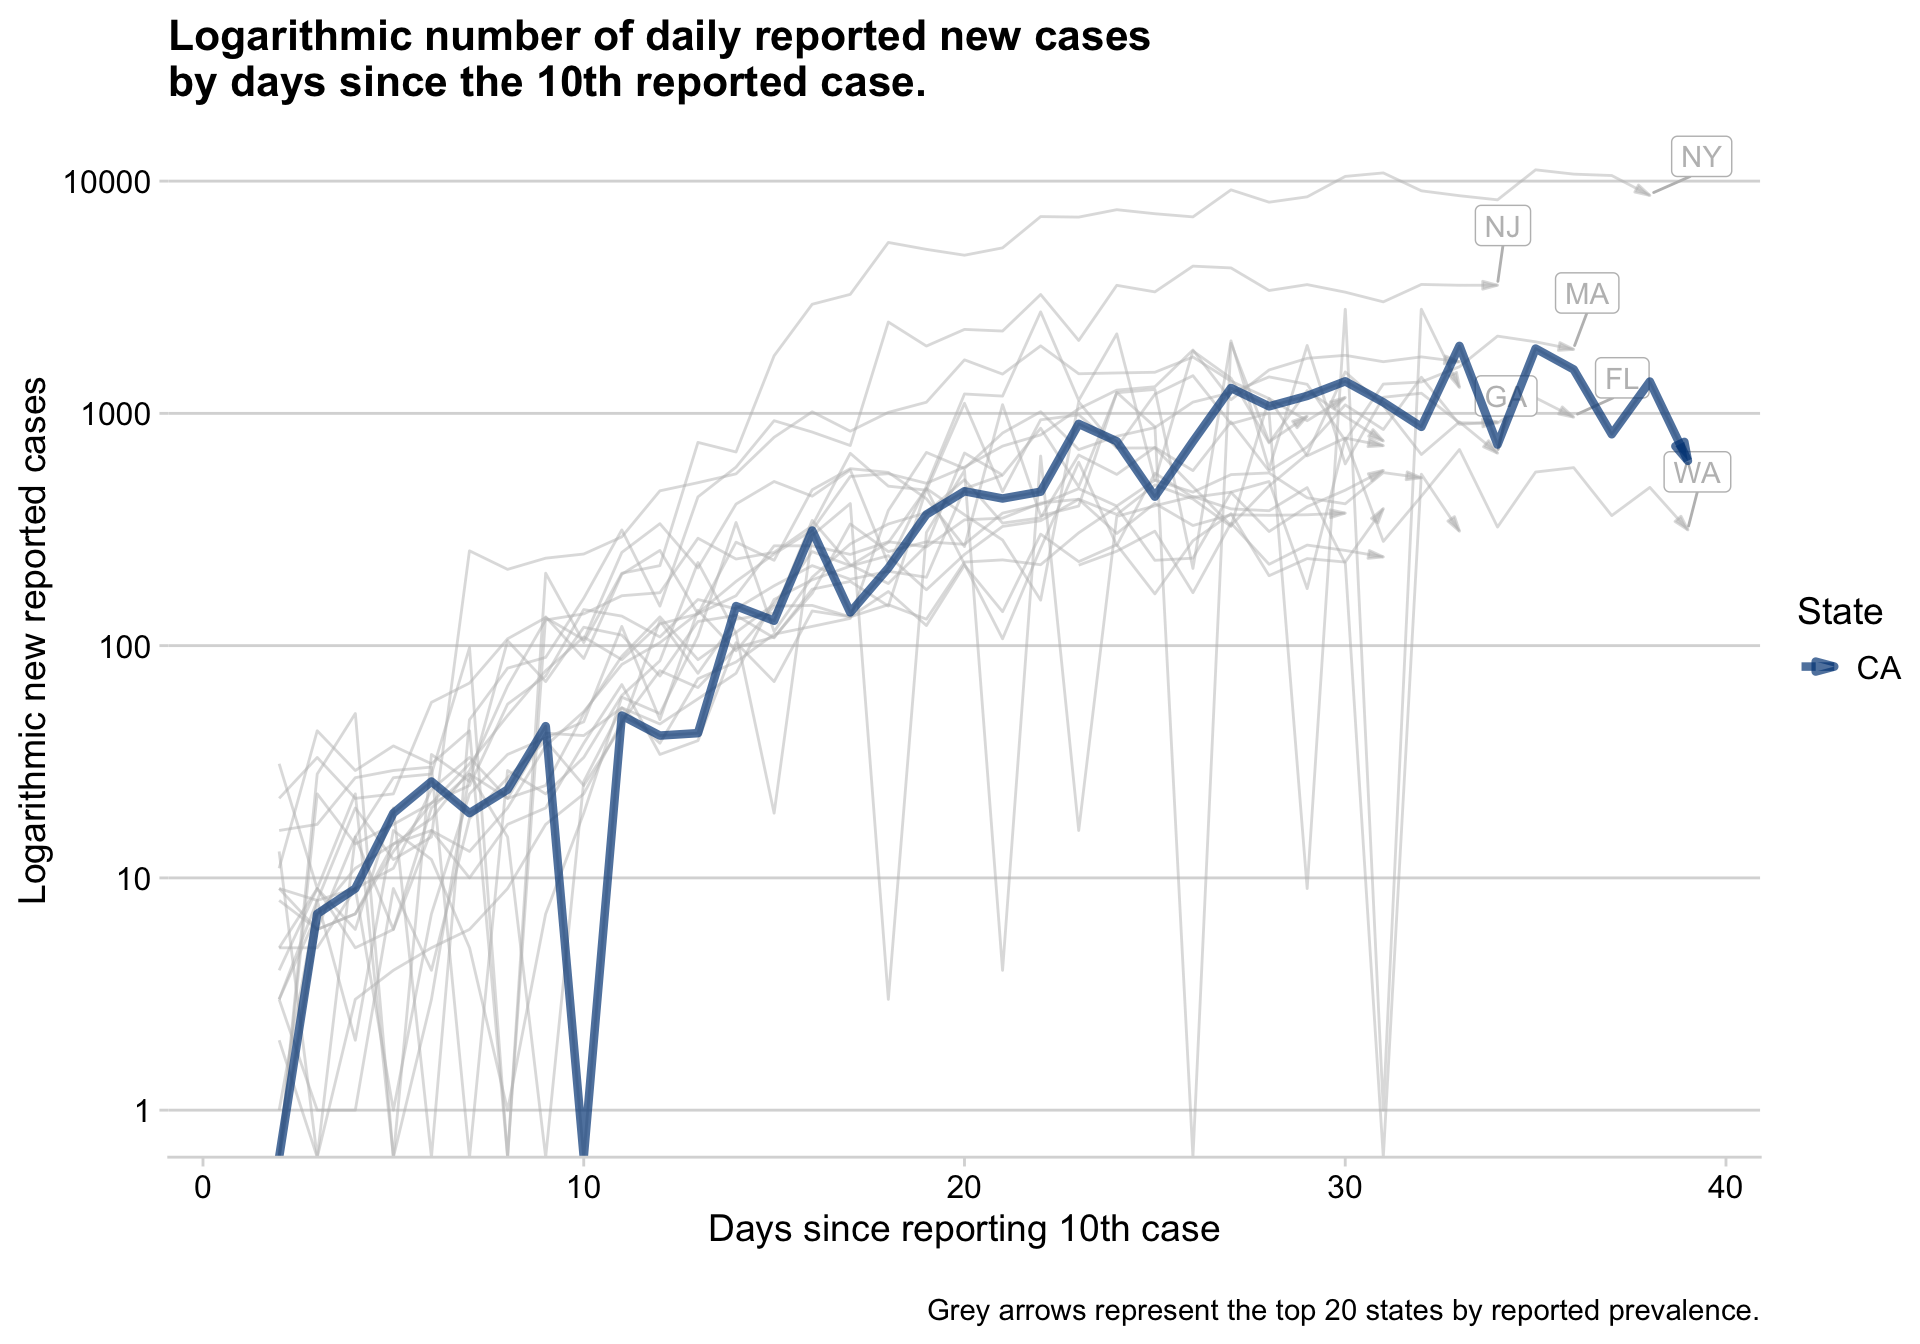 Logarithmic number of daily reported new cases
by days since the 10th reported case.
Logarithmic new reported cases
10000
1000
100
10
1
NY
NJ
MA
FL
GA
WA
State
CA
0
10
20
30
40
Days since reporting 10th case
Grey arrows represent the top 20 states by reported prevalence.